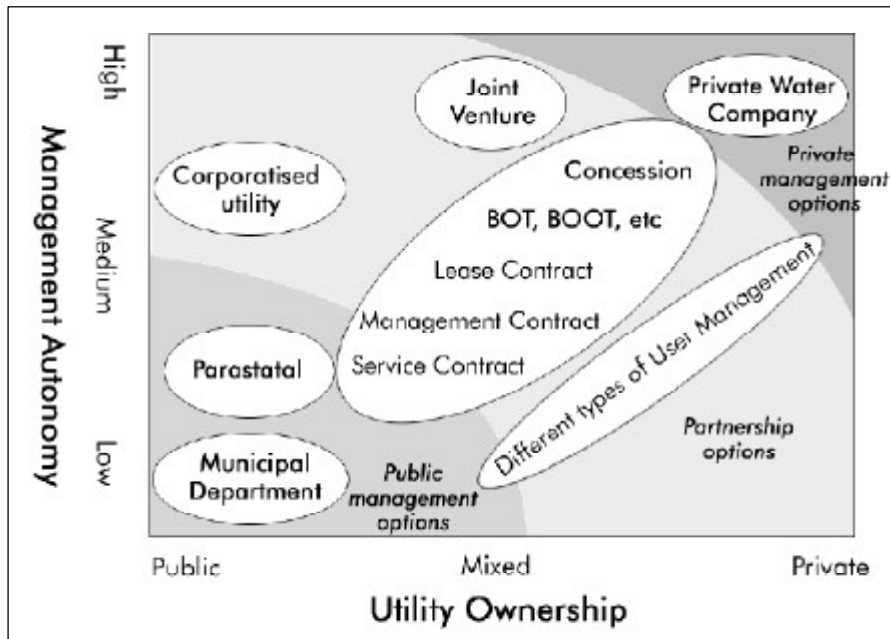 Management Autonomy
High
Medium
Low
Joint
Venture
Private Water
Company
Private
management
options
Corporatised
utility
Concession
BOT, BOOT, etc
Lease Contract
Management Contract
Service Contract
Parastatal
Different types of User Management
Municipal
Department
Public
management
options
Partnership
options
Public
Mixed
Private
Utility Ownership